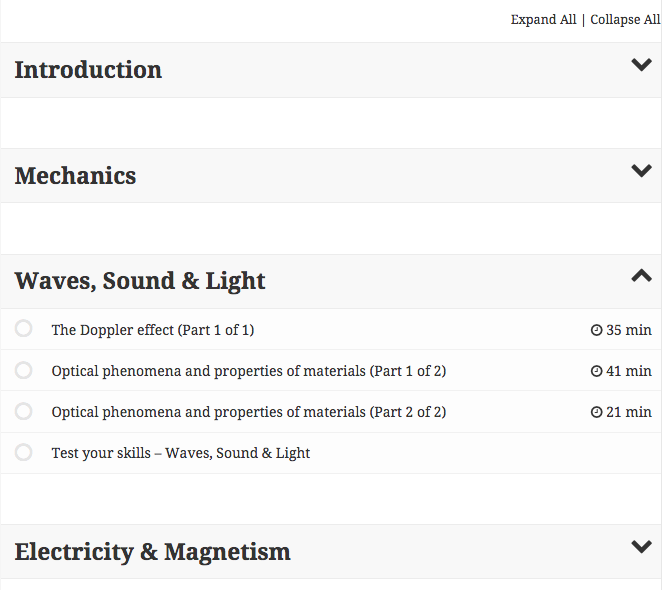 Expand All | Collapse All
Introduction
Mechanics
Waves, Sound & Light
The Doppler effect (Part 1 of 1) 35 min
Optical phenomena and properties of materials (Part 1 of 2) 41 min
Optical phenomena and properties of materials (Part 2 of 2) 21 min
Test your skills – Waves, Sound & Light
Electricity & Magnetism